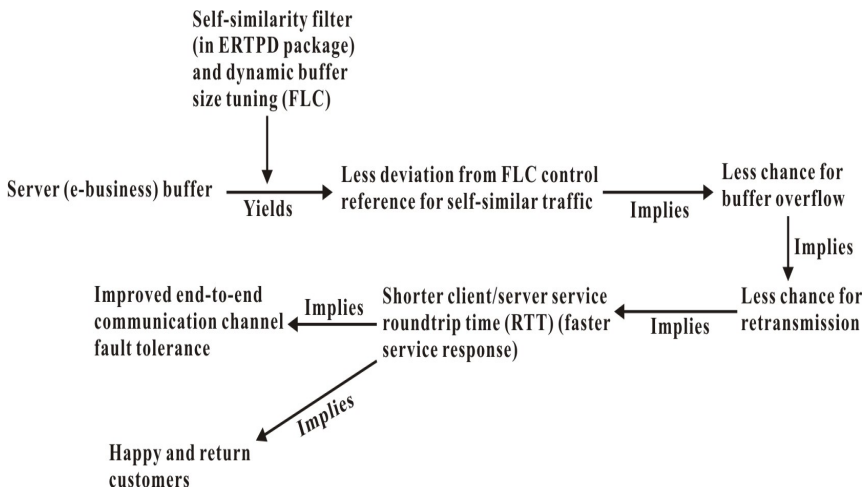 Self-similarity filter
(in ERTPD package)
and dynamic buffer
size tuning (FLC)
Server (e-business) buffer
Yields
Less deviation from FLC control
reference for self-similar traffic
Implies
Less chance for
buffer overflow
Implies
Less chance for
retransmission
Implies
Shorter client/server service
roundtrip time (RTT) (faster
service response)
Implies
Improved end-to-end
communication channel
fault tolerance
Implies
Happy and return
customers